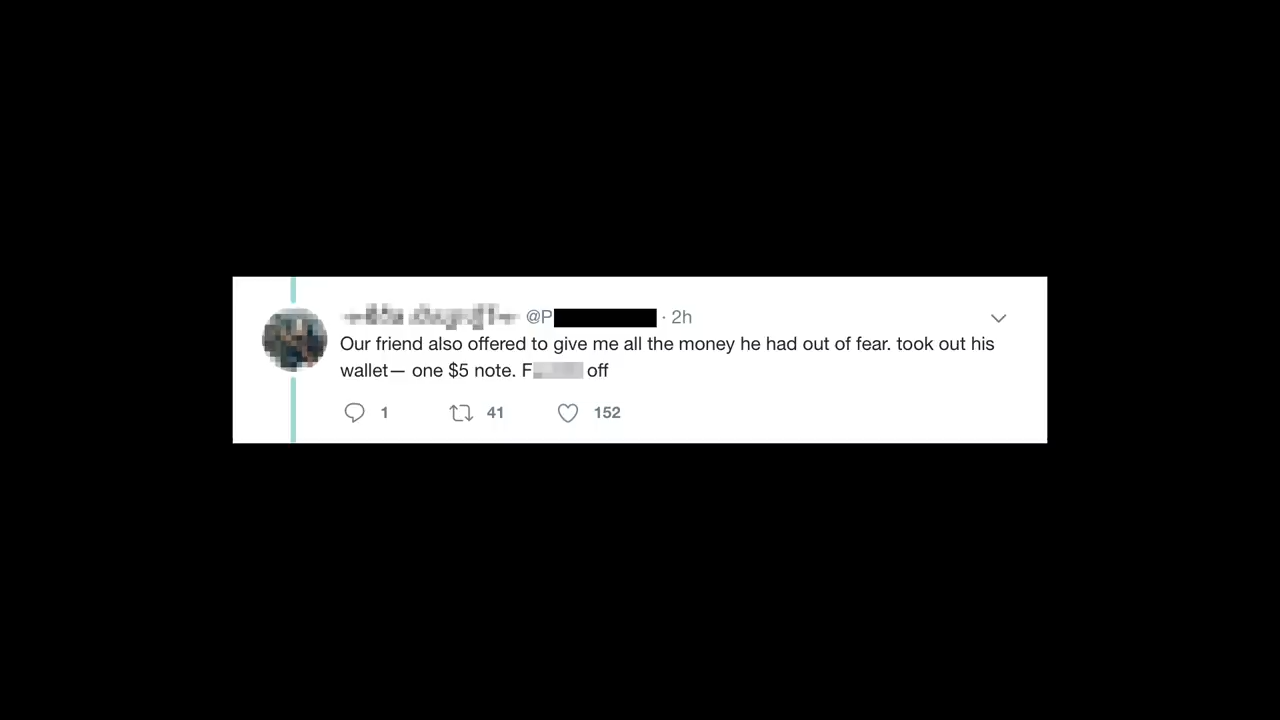 @P · 2h
Our friend also offered to give me all the money he had out of fear. took out his
wallet— one $5 note. F off
1 41 152